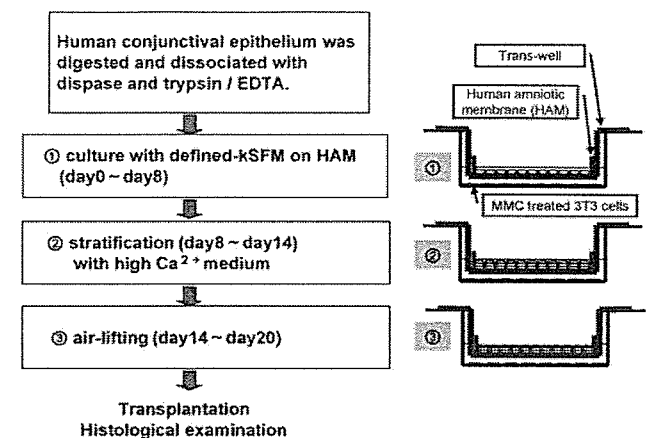 Human conjunctival epithelium was
digested and dissociated with
dispase and trypsin / EDTA.
① culture with defined-kSFM on HAM
(day0 ~ day8)
② stratification (day8 ~ day14)
with high Ca²⁺ medium
③ air-lifting (day14 ~ day20)
Transplantation
Histological examination
Trans-well
Human amniotic
membrane (HAM)
①
MMC treated 3T3 cells
②
③